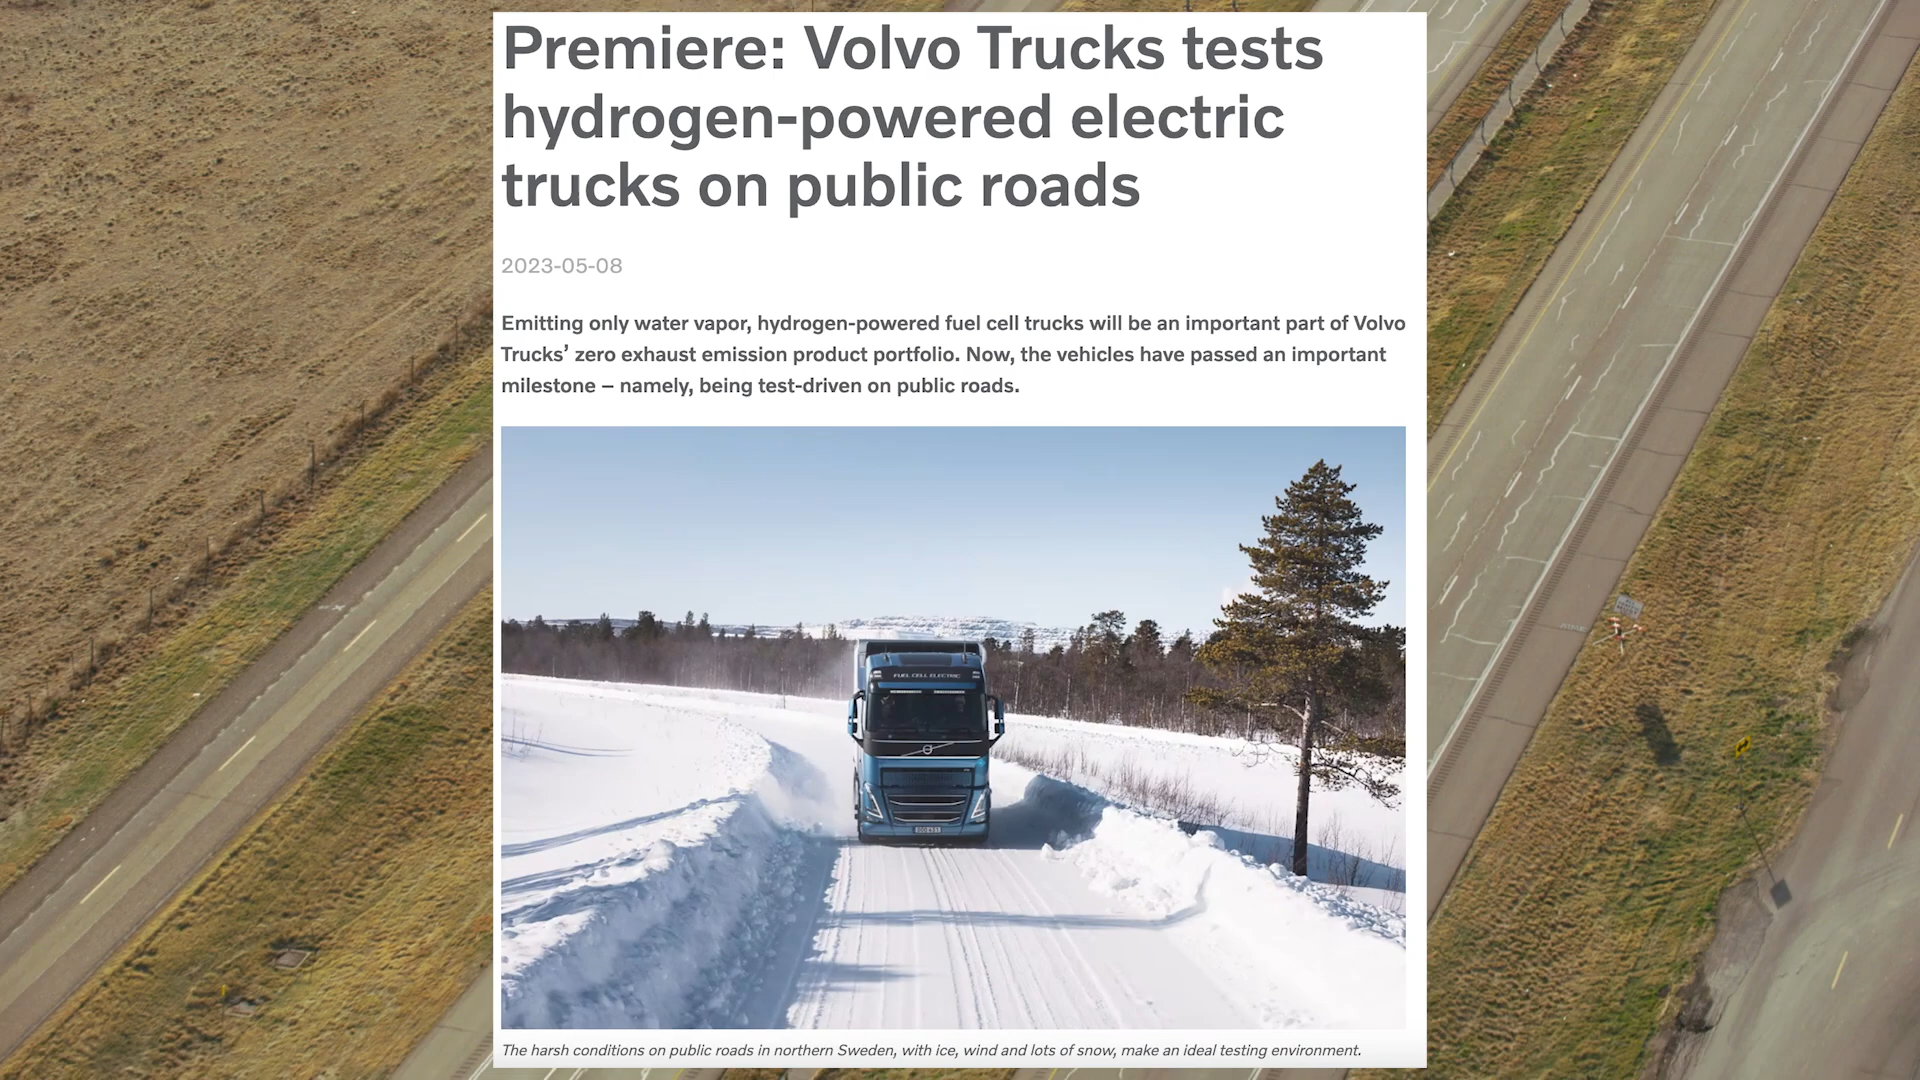 Premiere: Volvo Trucks tests
hydrogen-powered electric
trucks on public roads
2023-05-08
Emitting only water vapor, hydrogen-powered fuel cell trucks will be an important part of Volvo
Trucks’ zero exhaust emission product portfolio. Now, the vehicles have passed an important
milestone – namely, being test-driven on public roads.
FUEL CELL ELECTRIC
The harsh conditions on public roads in northern Sweden, with ice, wind and lots of snow, make an ideal testing environment.